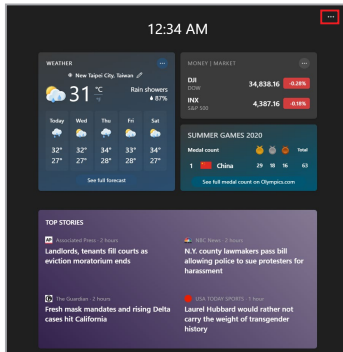 12:34 AM
WEATHER
New Taipei City, Taiwan
31 °C
°F
Rain showers
87%
Today Wed Thu Fri Sat
32° 32° 34° 33° 34°
27° 27° 28° 28° 27°
See full forecast
MONEY | MARKET
DJI 34,838.16 -0.28%
DOW
INX 4,387.16 -0.18%
S&P 500
SUMMER GAMES 2020
Medal count Total
1 China 29 18 16 63
See full medal count on Olympics.com
TOP STORIES
AP Associated Press · 2 hours
Landlords, tenants fill courts as
eviction moratorium ends
NBC News · 2 hours
N.Y. county lawmakers pass bill
allowing police to sue protesters for
harassment
The Guardian · 2 hours
Fresh mask mandates and rising Delta
cases hit California
USA TODAY SPORTS · 1 hour
Laurel Hubbard would rather not
carry the weight of transgender
history